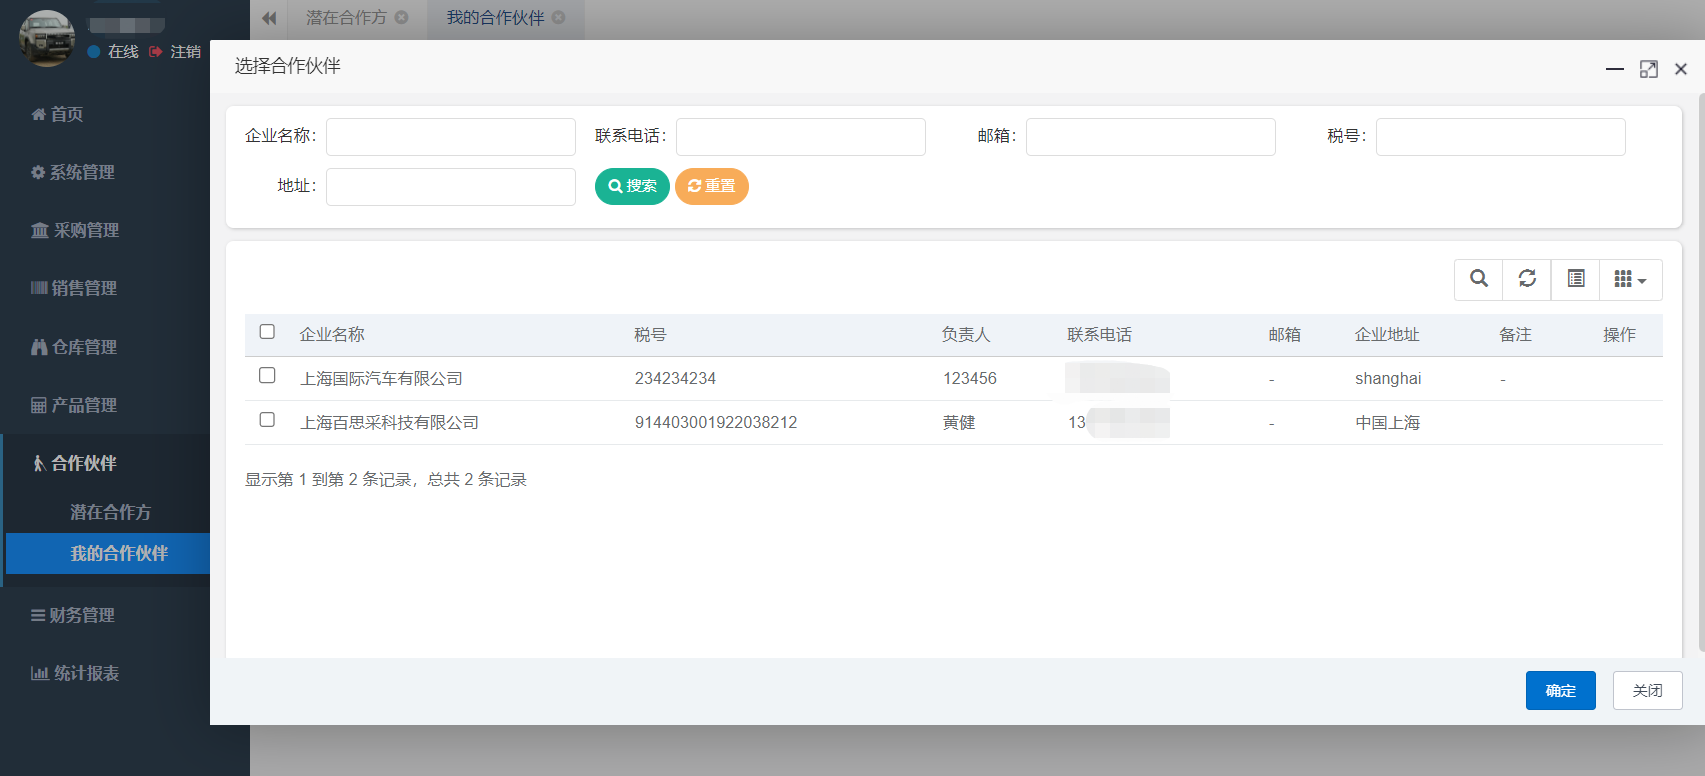 在线 注销
首页
系统管理
采购管理
销售管理
仓库管理
产品管理
合作伙伴
潜在合作方
我的合作伙伴
财务管理
统计报表
潜在合作方 我的合作伙伴
选择合作伙伴
企业名称： 联系电话： 邮箱： 税号：
地址： 搜索 重置
企业名称 税号 负责人 联系电话 邮箱 企业地址 备注 操作
上海国际汽车有限公司 234234234 123456 - shanghai -
上海百思采科技有限公司 914403001922038212 黄健 13 - 中国上海
显示第 1 到第 2 条记录，总共 2 条记录
确定 关闭